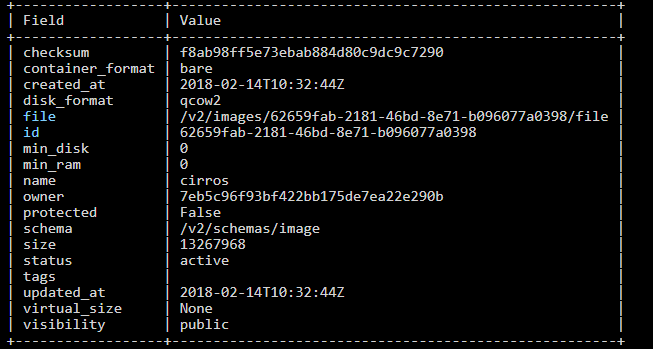 +------------------+------------------------------------------------------+
| Field            | Value                                                |
+------------------+------------------------------------------------------+
| checksum         | f8ab98ff5e73ebab884d80c9dc9c7290                     |
| container_format | bare                                                 |
| created_at       | 2018-02-14T10:32:44Z                                 |
| disk_format      | qcow2                                                |
| file             | /v2/images/62659fab-2181-46bd-8e71-b096077a0398/file |
| id               | 62659fab-2181-46bd-8e71-b096077a0398                 |
| min_disk         | 0                                                    |
| min_ram          | 0                                                    |
| name             | cirros                                               |
| owner            | 7eb5c96f93bf422bb175de7ea22e290b                     |
| protected        | False                                                |
| schema           | /v2/schemas/image                                    |
| size             | 13267968                                             |
| status           | active                                               |
| tags             |                                                      |
| updated_at       | 2018-02-14T10:32:44Z                                 |
| virtual_size     | None                                                 |
| visibility       | public                                               |
+------------------+------------------------------------------------------+